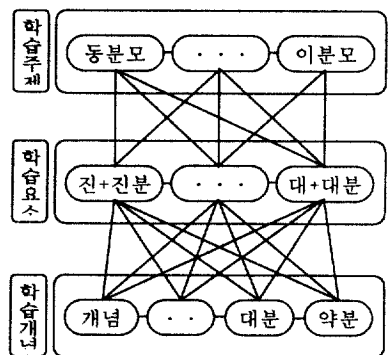 학습주제
동분모 · · · 이분모
학습요소
진+진분 · · · 대+대분
학습개념
개념 · · 대분 약분